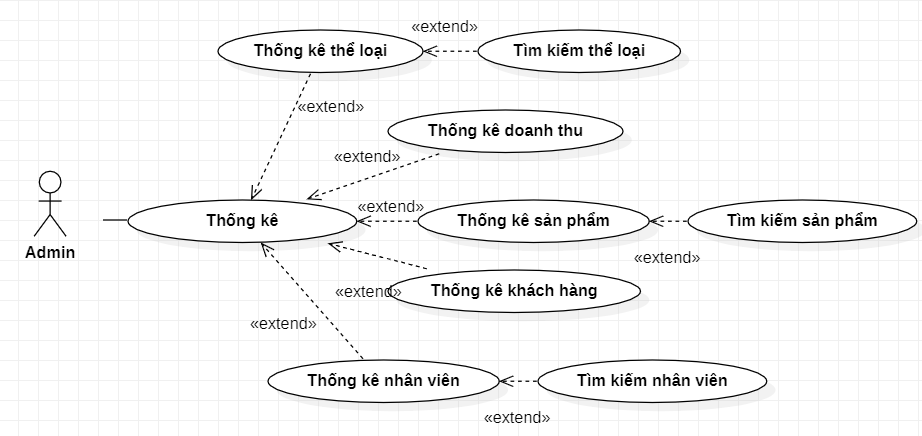 «extend»
Thống kê thể loại
Tìm kiếm thể loại
«extend»
Thống kê doanh thu
«extend»
«extend»
Thống kê
Thống kê sản phẩm
Tìm kiếm sản phẩm
Admin
«extend»
«extend»
Thống kê khách hàng
«extend»
Thống kê nhân viên
Tìm kiếm nhân viên
«extend»